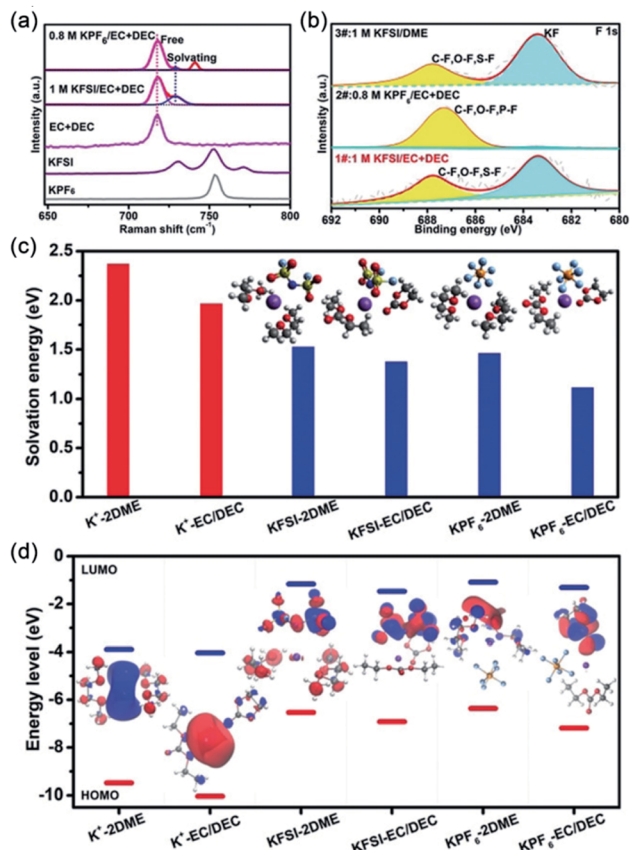 (a)
0.8 M KPF6/EC+DEC
Free
Solvating
1 M KFSI/EC+DEC
EC+DEC
KFSI
KPF6
Intensity (a.u.)
650
700
750
800
Raman shift (cm-1)
(b)
3#:1 M KFSI/DME
F 1s
KF
C-F,O-F,S-F
2#:0.8 M KPF6/EC+DEC
C-F,O-F,P-F
1#:1 M KFSI/EC+DEC
C-F,O-F,S-F
Intensity (a.u.)
692
690
688
686
684
682
680
Binding energy (eV)
(c)
Solvation energy (eV)
2.5
2.0
1.5
1.0
0.5
0.0
K+-2DME
K+-EC/DEC
KFSI-2DME
KFSI-EC/DEC
KPF6-2DME
KPF6-EC/DEC
(d)
Energy level (eV)
0
-2
-4
-6
-8
-10
LUMO
HOMO
K+-2DME
K+-EC/DEC
KFSI-2DME
KFSI-EC/DEC
KPF6-2DME
KPF6-EC/DEC